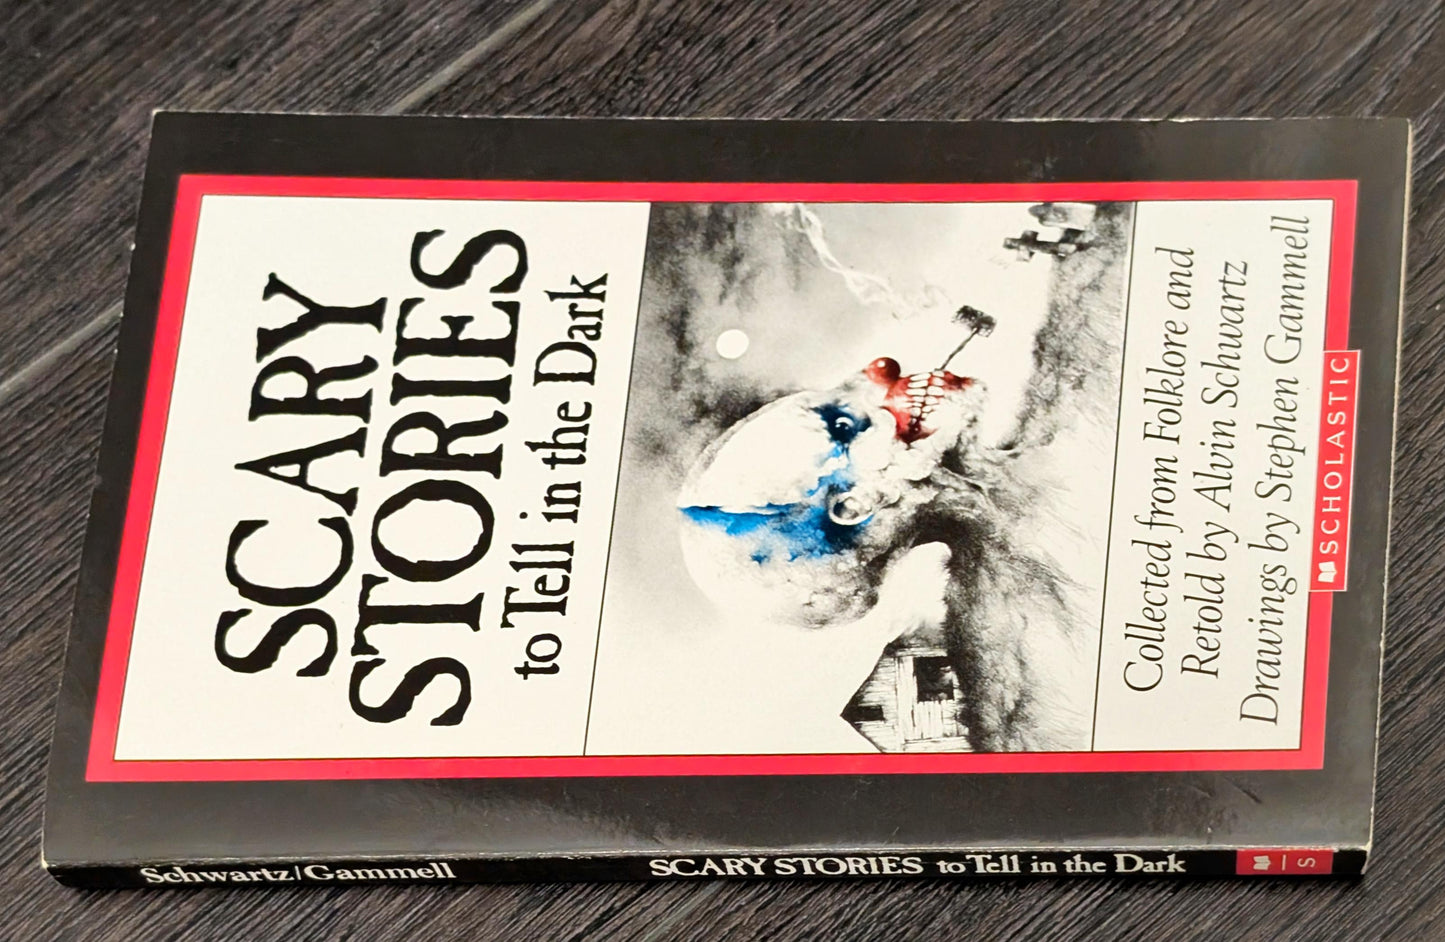 SCARY
STORIES
to Tell in the Dark
Collected from Folklore and
Retold by Alvin Schwartz
Drawings by Stephen Gammell
SCHOLASTIC
Schwartz/Gammell
SCARY STORIES to Tell in the Dark
S